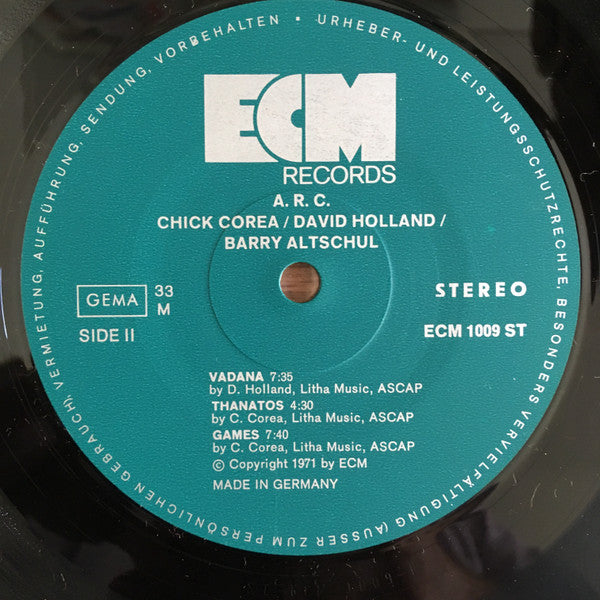 URHEBER- UND LEISTUNGSSCHUTZRECHTE, BESONDERS VERVIELFÄLTIGUNG (AUSSER ZUM PERSÖNLICHEN GEBRAUCH), VERMIETUNG, AUFFÜHRUNG, SENDUNG, VORBEHALTEN •
ECM
RECORDS
A. R. C.
CHICK COREA / DAVID HOLLAND /
BARRY ALTSCHUL
GEMA 33 M
STEREO
SIDE II
ECM 1009 ST
VADANA 7:35
by D. Holland, Litha Music, ASCAP
THANATOS 4:30
by C. Corea, Litha Music, ASCAP
GAMES 7:40
by C. Corea, Litha Music, ASCAP
© Copyright 1971 by ECM
MADE IN GERMANY